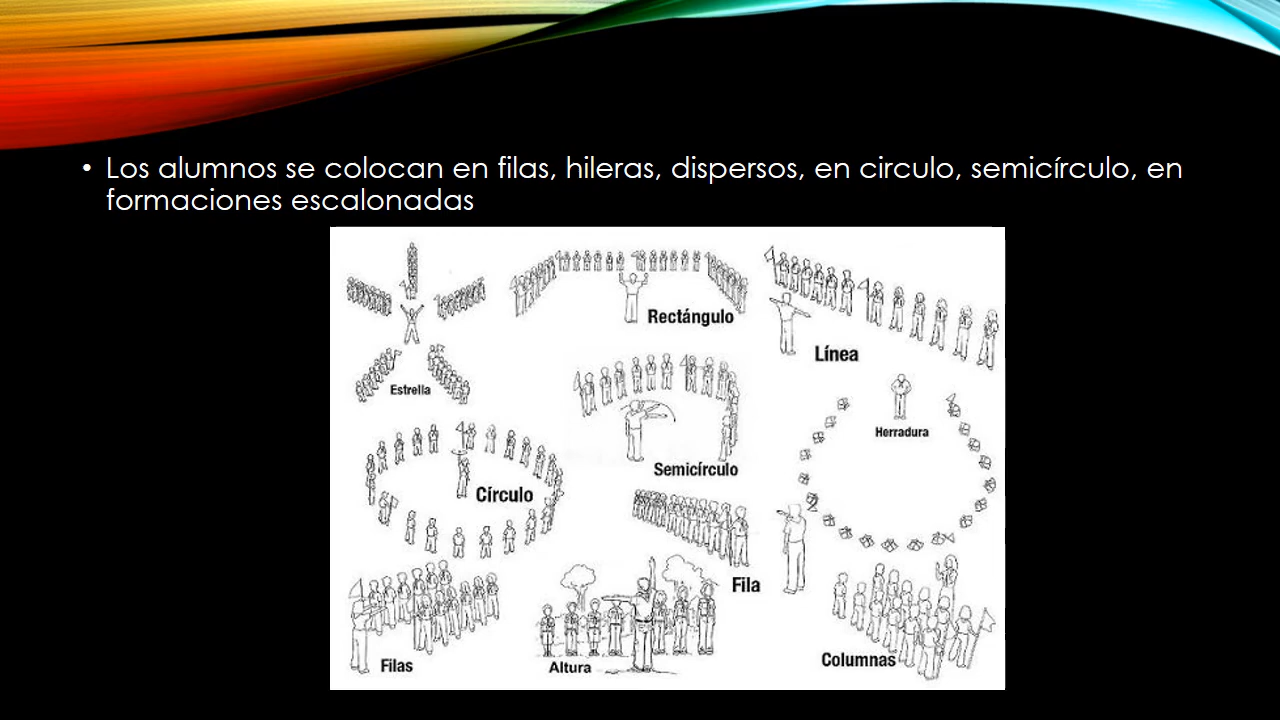 • Los alumnos se colocan en filas, hileras, dispersos, en circulo, semicírculo, en
formaciones escalonadas
Rectángulo
Línea
Estrella
Herradura
Semicírculo
Círculo
Fila
Filas
Altura
Columnas